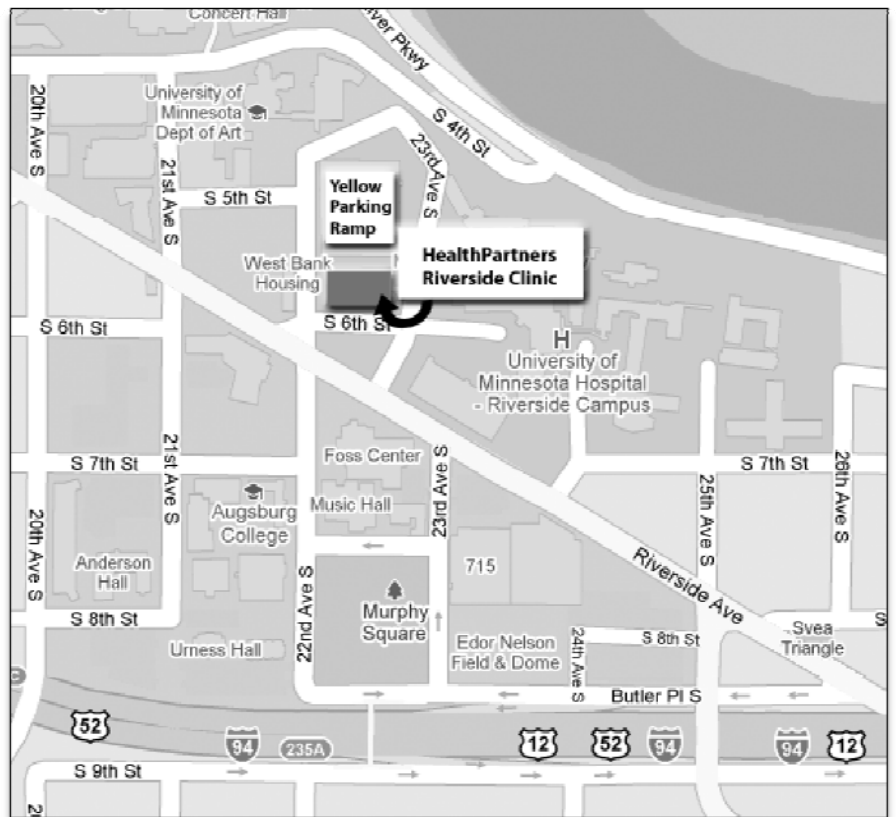 Concert Hall
ver Pkwy
20th Ave S
University of
Minnesota
Dept of Art
S 4th St
23rd Ave S
21st Ave S
S 5th St
Yellow
Parking
Ramp
HealthPartners
Riverside Clinic
West Bank
Housing
S 6th St
S 6th St
H
University of
Minnesota Hospital
- Riverside Campus
S 7th St
21st Ave S
Foss Center
23rd Ave S
S 7th St
26th Ave S
25th Ave S
Augsburg
College
Music Hall
20th Ave S
Anderson
Hall
715
Riverside Ave
22nd Ave S
Murphy
Square
S 8th St
Urness Hall
Edor Nelson
Field & Dome
24th Ave S
S 8th St
Svea
Triangle
S
Butler Pl S
C
52
94
235A
12
52
94
94
12
S 9th St
20